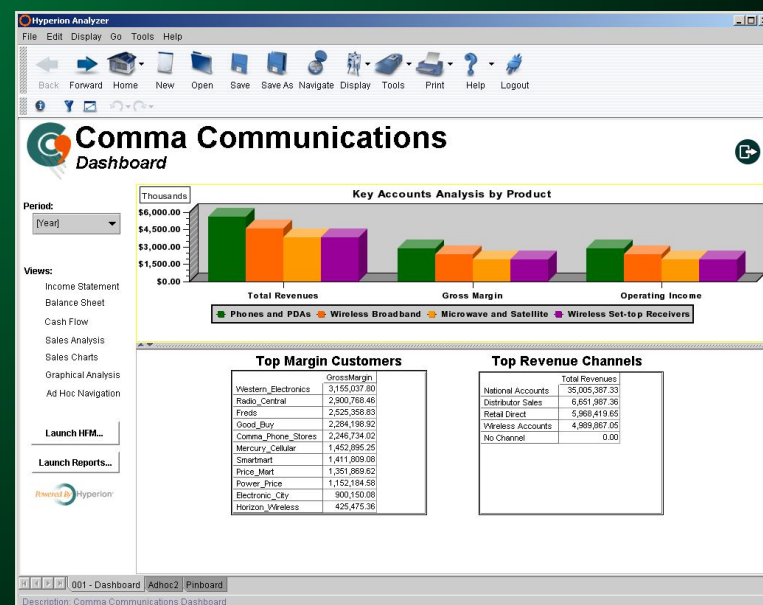 Hyperion Analyzer
File Edit Display Go Tools Help
Back Forward Home New Open Save Save As Navigate Display Tools Print Help Logout
Comma Communications
Dashboard
Period:
[Year]
Views:
Income Statement
Balance Sheet
Cash Flow
Sales Analysis
Sales Charts
Graphical Analysis
Ad Hoc Navigation
Launch HFM...
Launch Reports...
Powered By Hyperion
Thousands
Key Accounts Analysis by Product
$6,000.00
$4,500.00
$3,000.00
$1,500.00
$0.00
Total Revenues Gross Margin Operating Income
Phones and PDAs Wireless Broadband Microwave and Satellite Wireless Set-top Receivers
Top Margin Customers
GrossMargin
Western_Electronics 3,155,037.80
Radio_Central 2,900,768.46
Freds 2,525,358.83
Good_Buy 2,284,198.92
Comma_Phone_Stores 2,246,734.02
Mercury_Cellular 1,452,895.25
Smartmart 1,411,809.08
Price_Mart 1,351,869.62
Power_Price 1,152,184.58
Electronic_City 900,150.08
Horizon_Wireless 425,475.36
Top Revenue Channels
Total Revenues
National Accounts 35,005,387.33
Distributor Sales 6,651,987.36
Retail Direct 5,968,419.65
Wireless Accounts 4,989,867.05
No Channel 0.00
001 - Dashboard Adhoc2 Pinboard
Description: Comma Communications Dashboard